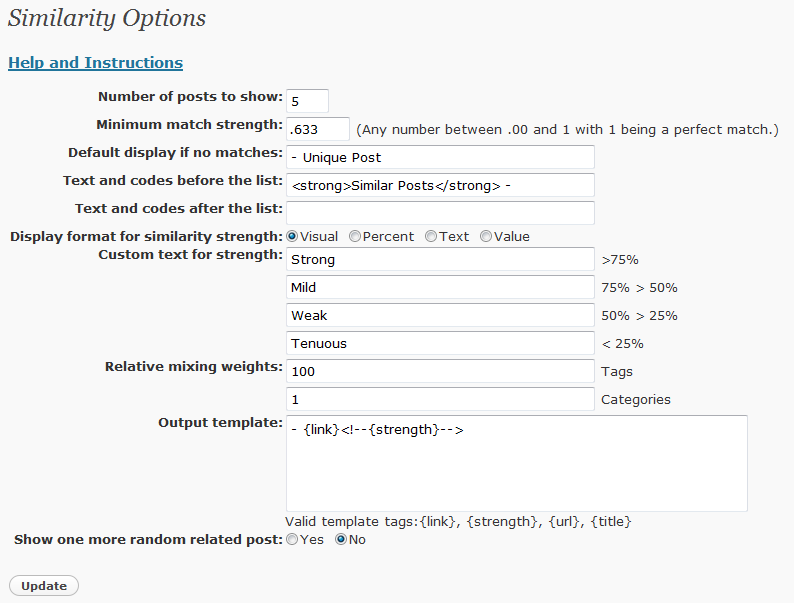 Similarity Options
Help and Instructions
Number of posts to show: 5
Minimum match strength: .633 (Any number between .00 and 1 with 1 being a perfect match.)
Default display if no matches: - Unique Post
Text and codes before the list: <strong>Similar Posts</strong> -
Text and codes after the list:
Display format for similarity strength: Visual Percent Text Value
Custom text for strength: Strong >75%
Mild 75% > 50%
Weak 50% > 25%
Tenuous < 25%
Relative mixing weights: 100 Tags
1 Categories
Output template: - {link}<!--{strength}-->
Valid template tags:{link}, {strength}, {url}, {title}
Show one more random related post: Yes No
Update